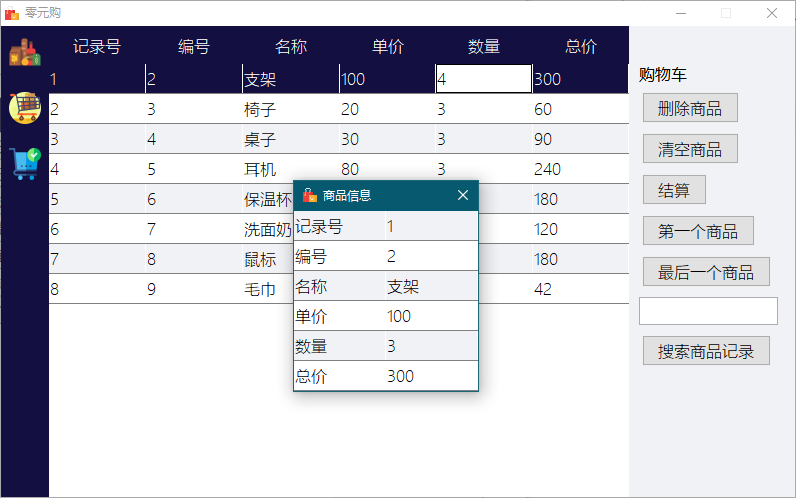 零元购
记录号 编号 名称 单价 数量 总价
1 2 支架 100 4 300
2 3 椅子 20 3 60
3 4 桌子 30 3 90
4 5 耳机 80 3 240
5 6 保温杯 180
6 7 洗面奶 120
7 8 鼠标 180
8 9 毛巾 42
商品信息
记录号 1
编号 2
名称 支架
单价 100
数量 3
总价 300
购物车
删除商品
清空商品
结算
第一个商品
最后一个商品
搜索商品记录